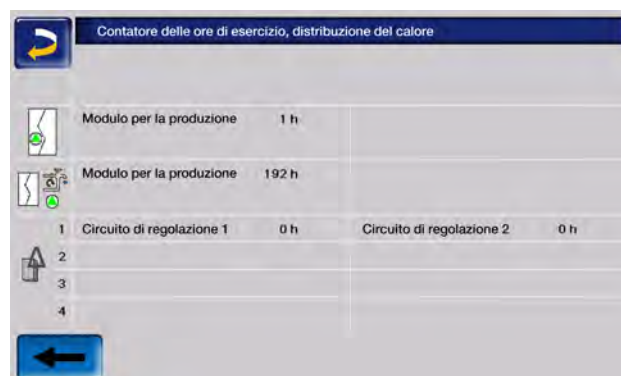 Contatore delle ore di esercizio, distribuzione del calore
Modulo per la produzione 1 h
Modulo per la produzione 192 h
1 Circuito di regolazione 1 0 h Circuito di regolazione 2 0 h
2
3
4